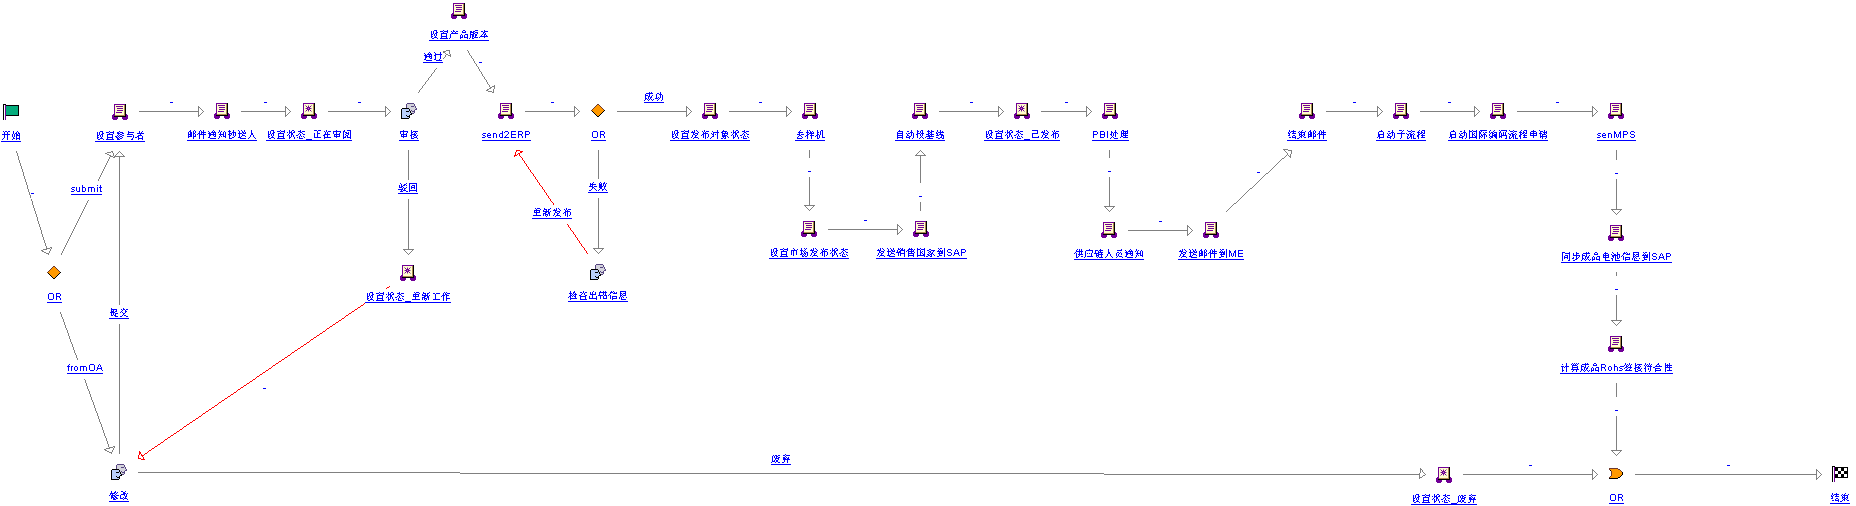 设置产品版本
通过
-
成功
开始
设置参与者
邮件通知抄送人
设置状态_正在审阅
审核
send2ERP
OR
设置发布对象状态
自动授基线
设置状态_已发布
PBI处理
结束邮件
启动子流程
启动国际编码流程申请
senMPS
submit
驳回
失败
重新发布
设置市场发布状态
发送销售国家到SAP
供应链人员通知
发送邮件到ME
同步成品电池信息到SAP
OR
设置状态_重新工作
检查出错信息
提交
fromOA
计算成品Rohs签核符合性
废弃
修改
设置状态_废弃
OR
结束